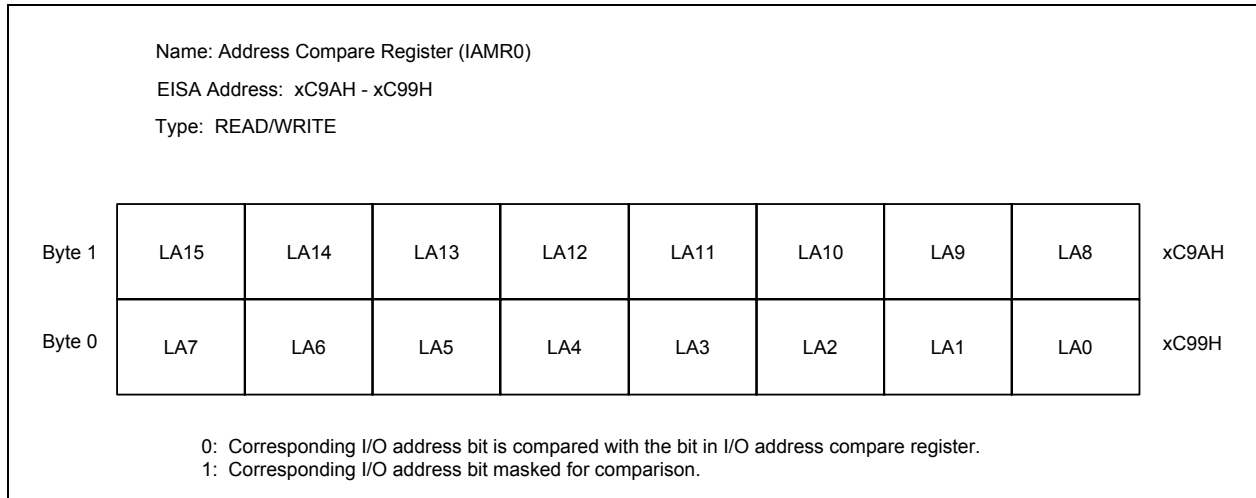 Name: Address Compare Register (IAMR0)
EISA Address: xC9AH - xC99H
Type: READ/WRITE
Byte 1 LA15 LA14 LA13 LA12 LA11 LA10 LA9 LA8 xC9AH
Byte 0 LA7 LA6 LA5 LA4 LA3 LA2 LA1 LA0 xC99H
0: Corresponding I/O address bit is compared with the bit in I/O address compare register.
1: Corresponding I/O address bit masked for comparison.